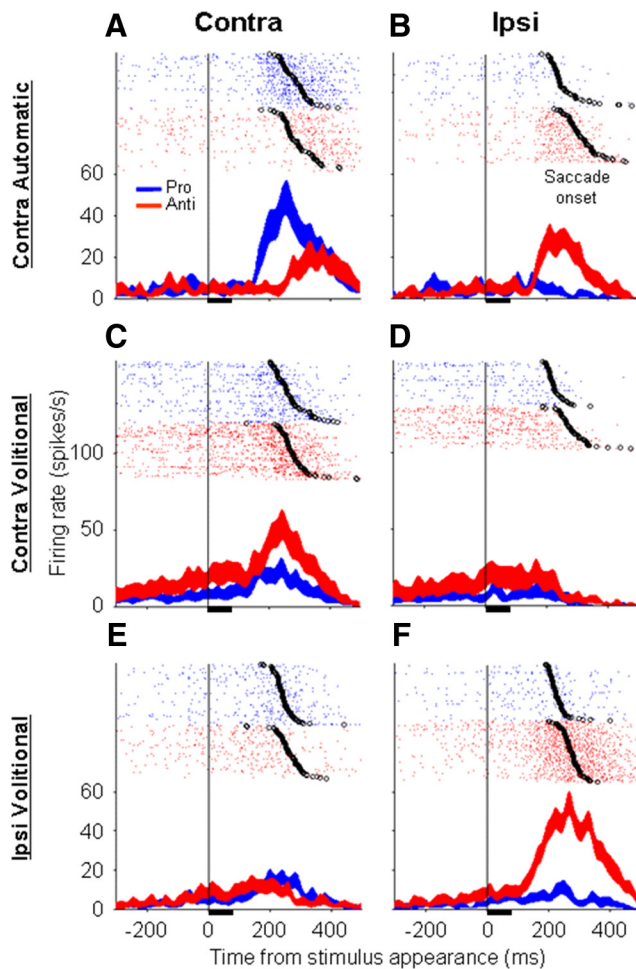 Contra Ipsi
A B
Contra Automatic
60
40
20
0
Pro
Anti
Saccade
onset
C D
Contra Volitional
Firing rate (spikes/s)
100
50
0
E F
Ipsi Volitional
60
40
20
0
-200 0 200 400 -200 0 200 400
Time from stimulus appearance (ms)